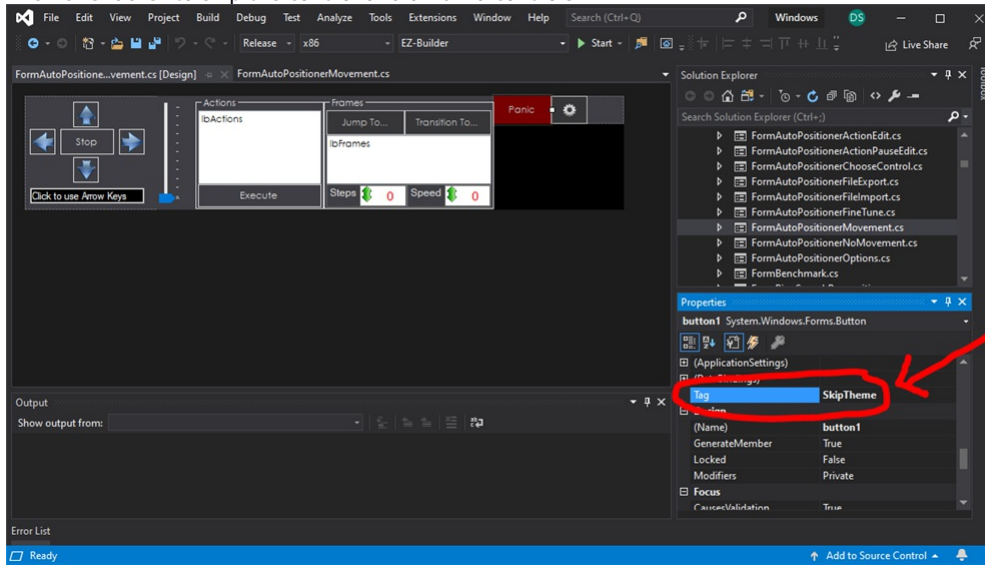 File Edit View Project Build Debug Test Analyze Tools Extensions Window Help Search (Ctrl+Q) Windows DS
Release x86 EZ-Builder Start Live Share
FormAutoPositione...vement.cs [Design] FormAutoPositionerMovement.cs
Stop
Click to use Arrow Keys
Actions
lbActions
Execute
Frames
Jump To... Transition To...
lbFrames
Steps 0 Speed 0
Panic
Solution Explorer
Search Solution Explorer (Ctrl+;)
FormAutoPositionerActionEdit.cs
FormAutoPositionerActionPauseEdit.cs
FormAutoPositionerChooseControl.cs
FormAutoPositionerFileExport.cs
FormAutoPositionerFileImport.cs
FormAutoPositionerFineTune.cs
FormAutoPositionerMovement.cs
FormAutoPositionerNoMovement.cs
FormAutoPositionerOptions.cs
FormBenchmark.cs
Toolbox
Properties
button1 System.Windows.Forms.Button
(ApplicationSettings)
Tag SkipTheme
Design
(Name) button1
GenerateMember True
Locked False
Modifiers Private
Focus
CausesValidation True
Output
Show output from:
Error List
Ready Add to Source Control